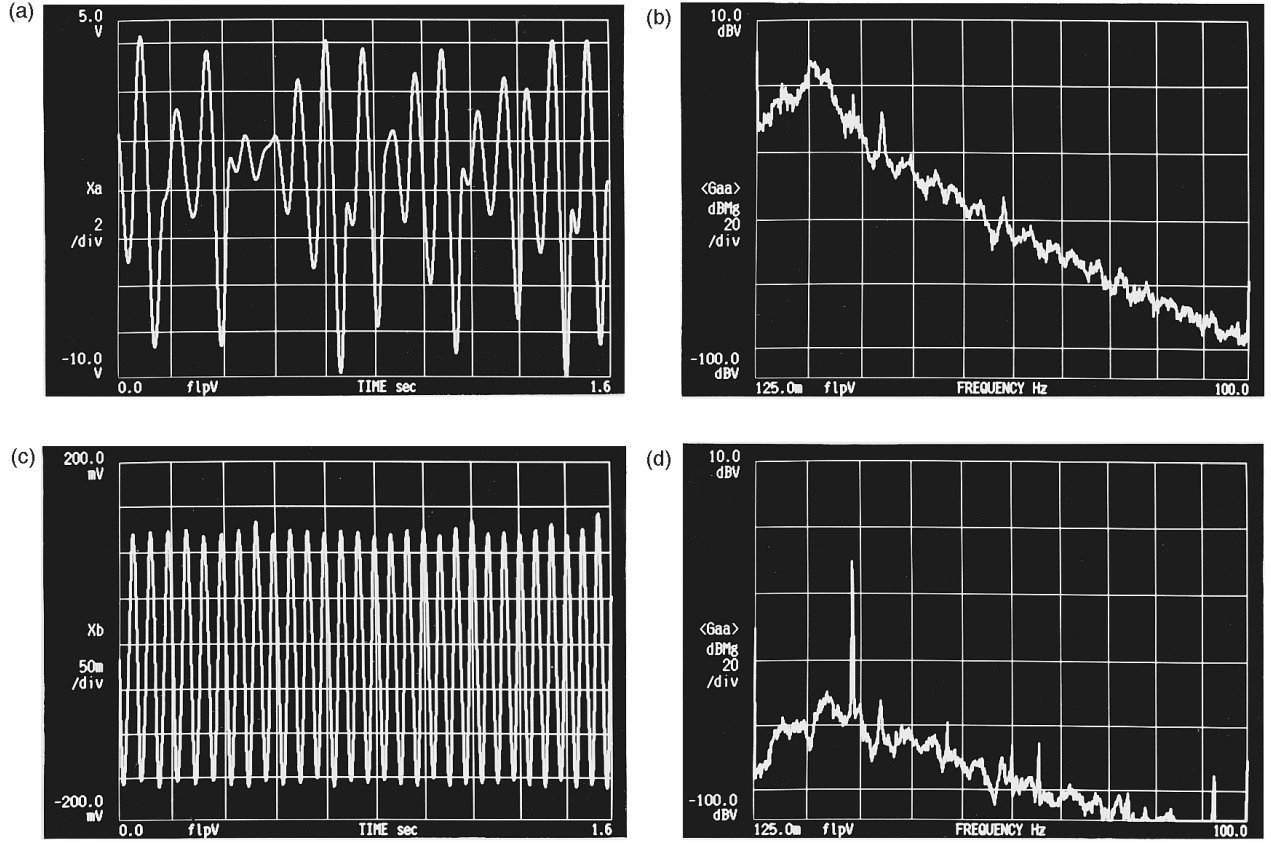 (a)
5.0
V
Xa
2
/div
-10.0
V
0.0 flpV TIME sec 1.6
(b)
10.0
dBV
<Gaa>
dBMg
20
/div
-100.0
dBV
125.0m flpV FREQUENCY Hz 100.0
(c)
200.0
mV
Xb
50m
/div
-200.0
mV
0.0 flpV TIME sec 1.6
(d)
10.0
dBV
<Gaa>
dBMg
20
/div
-100.0
dBV
125.0m flpV FREQUENCY Hz 100.0